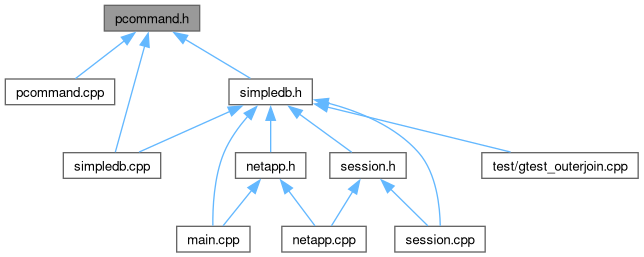 pcommand.h
pcommand.cpp
simpledb.h
simpledb.cpp
netapp.h
session.h
test/gtest_outerjoin.cpp
main.cpp
netapp.cpp
session.cpp